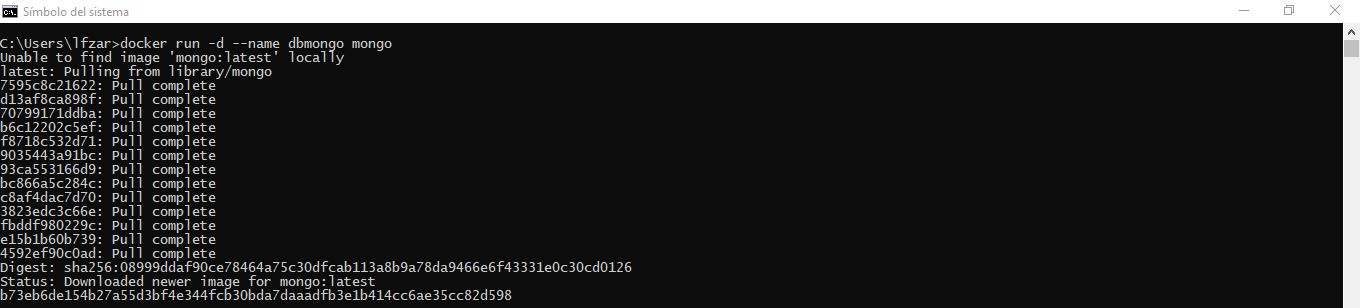 Símbolo del sistema
C:\Users\lfzar>docker run -d --name dbmongo mongo
Unable to find image 'mongo:latest' locally
latest: Pulling from library/mongo
7595c8c21622: Pull complete
d13af8ca898f: Pull complete
70799171ddba: Pull complete
b6c12202c5ef: Pull complete
f8718c532d71: Pull complete
9035443a91bc: Pull complete
93ca553166d9: Pull complete
bc866a5c284c: Pull complete
c8af4dac7d70: Pull complete
3823edc3c66e: Pull complete
fbddf980229c: Pull complete
e15b1b60b739: Pull complete
4592ef90c0ad: Pull complete
Digest: sha256:08999ddaf90ce78464a75c30dfcab113a8b9a78da9466e6f43331e0c30cd0126
Status: Downloaded newer image for mongo:latest
b73eb6de154b27a55d3bf4e344fcb30bda7daaadfb3e1b414cc6ae35cc82d598